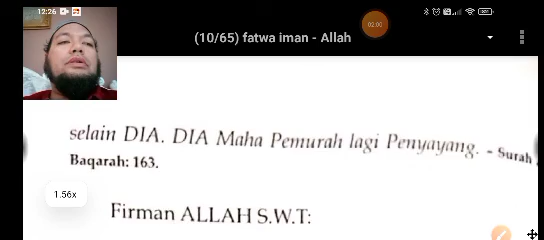 12:26
(10/65) fatwa iman - Allah
02:00
selain DIA. DIA Maha Pemurah lagi Penyayang. - Surah
Baqarah: 163.
1.56x
Firman ALLAH S.W.T: